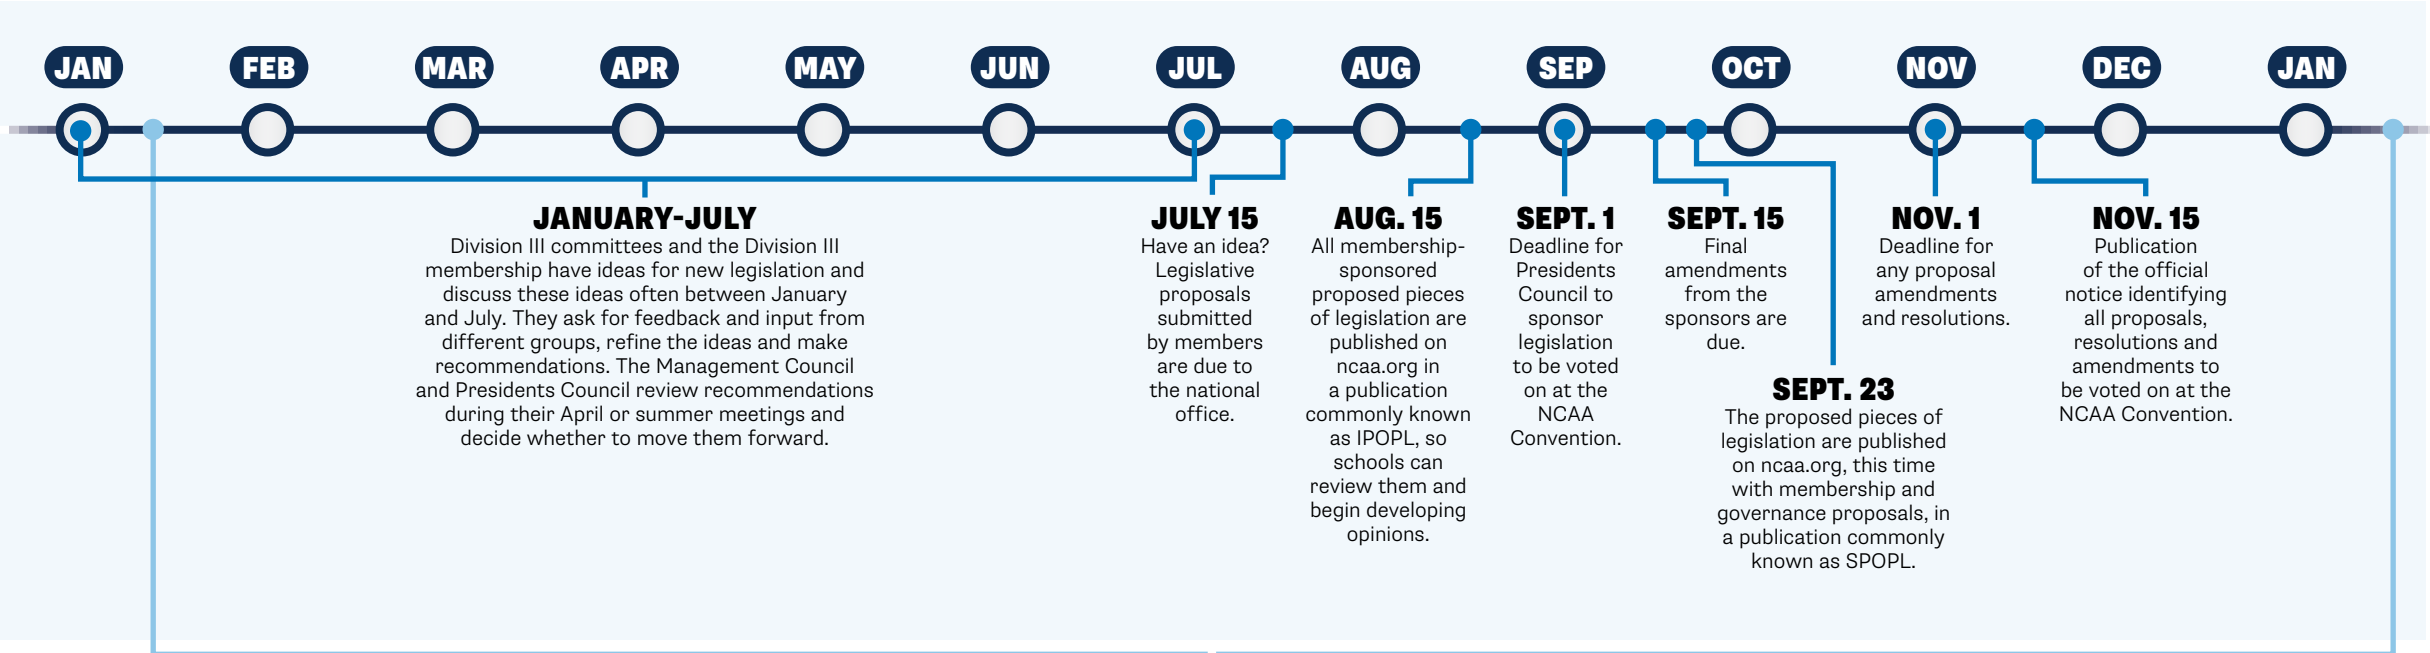 JAN
FEB
MAR
APR
MAY
JUN
JUL
AUG
SEP
OCT
NOV
DEC
JAN
JANUARY-JULY
Division III committees and the Division III
membership have ideas for new legislation and
discuss these ideas often between January
and July. They ask for feedback and input from
different groups, refine the ideas and make
recommendations. The Management Council
and Presidents Council review recommendations
during their April or summer meetings and
decide whether to move them forward.
JULY 15
Have an idea?
Legislative
proposals
submitted
by members
are due to
the national
office.
AUG. 15
All membership-
sponsored
proposed pieces
of legislation are
published on
ncaa.org in
a publication
commonly known
as IPOPL, so
schools can
review them and
begin developing
opinions.
SEPT. 1
Deadline for
Presidents
Council to
sponsor
legislation
to be voted
on at the
NCAA
Convention.
SEPT. 15
Final
amendments
from the
sponsors are
due.
SEPT. 23
The proposed pieces of
legislation are published
on ncaa.org, this time
with membership and
governance proposals, in
a publication commonly
known as SPOPL.
NOV. 1
Deadline for
any proposal
amendments
and resolutions.
NOV. 15
Publication
of the official
notice identifying
all proposals,
resolutions and
amendments to
be voted on at the
NCAA Convention.